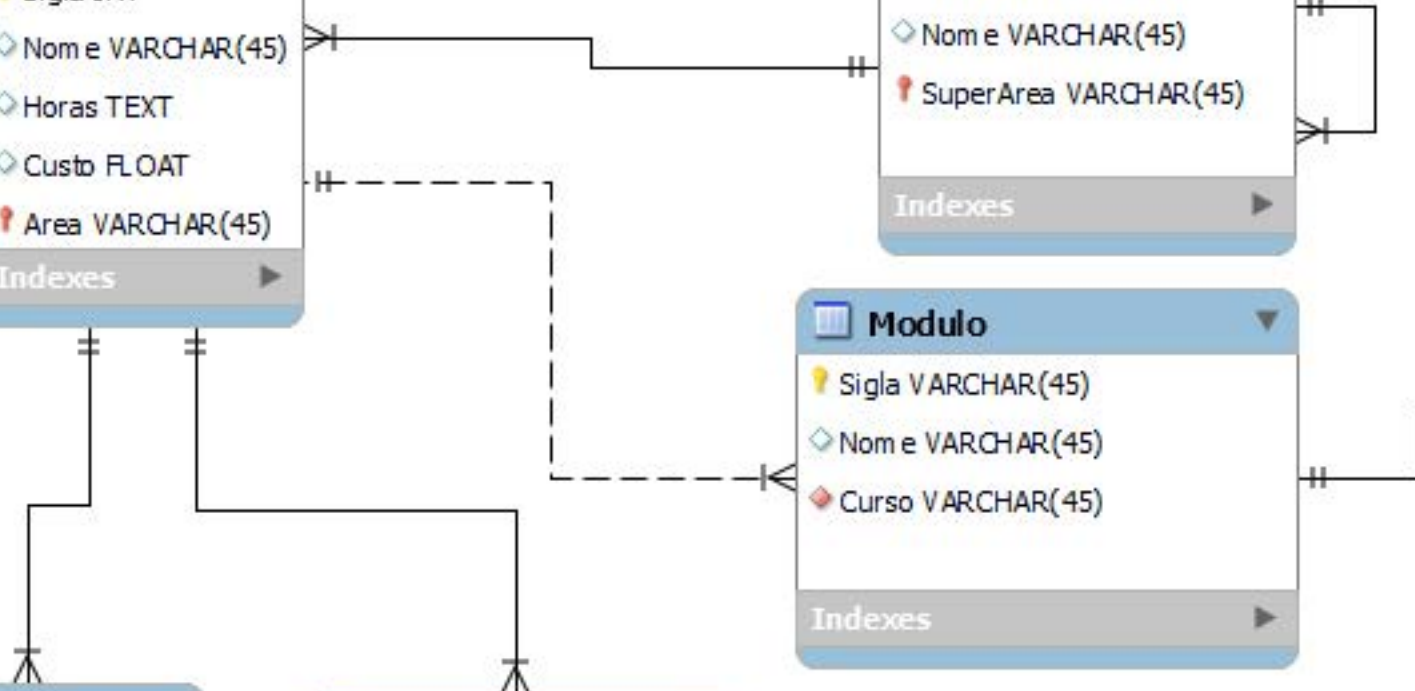 Nome VARCHAR(45)
Horas TEXT
Custo FLOAT
Area VARCHAR(45)
Indexes
Nome VARCHAR(45)
SuperArea VARCHAR(45)
Indexes
Modulo
Sigla VARCHAR(45)
Nome VARCHAR(45)
Curso VARCHAR(45)
Indexes